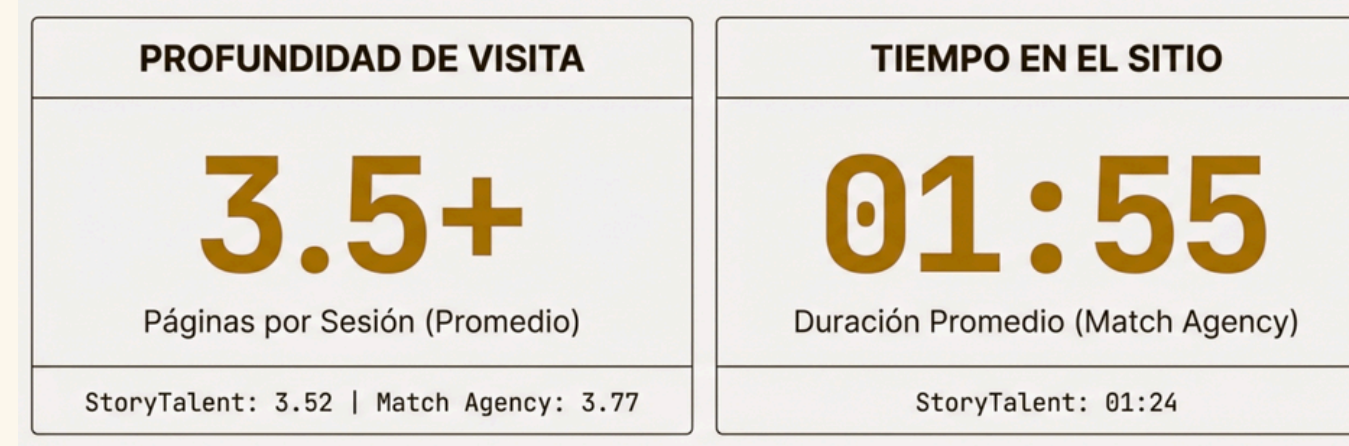 PROFUNDIDAD DE VISITA
3.5+
Páginas por Sesión (Promedio)
StoryTalent: 3.52 | Match Agency: 3.77
TIEMPO EN EL SITIO
01:55
Duración Promedio (Match Agency)
StoryTalent: 01:24